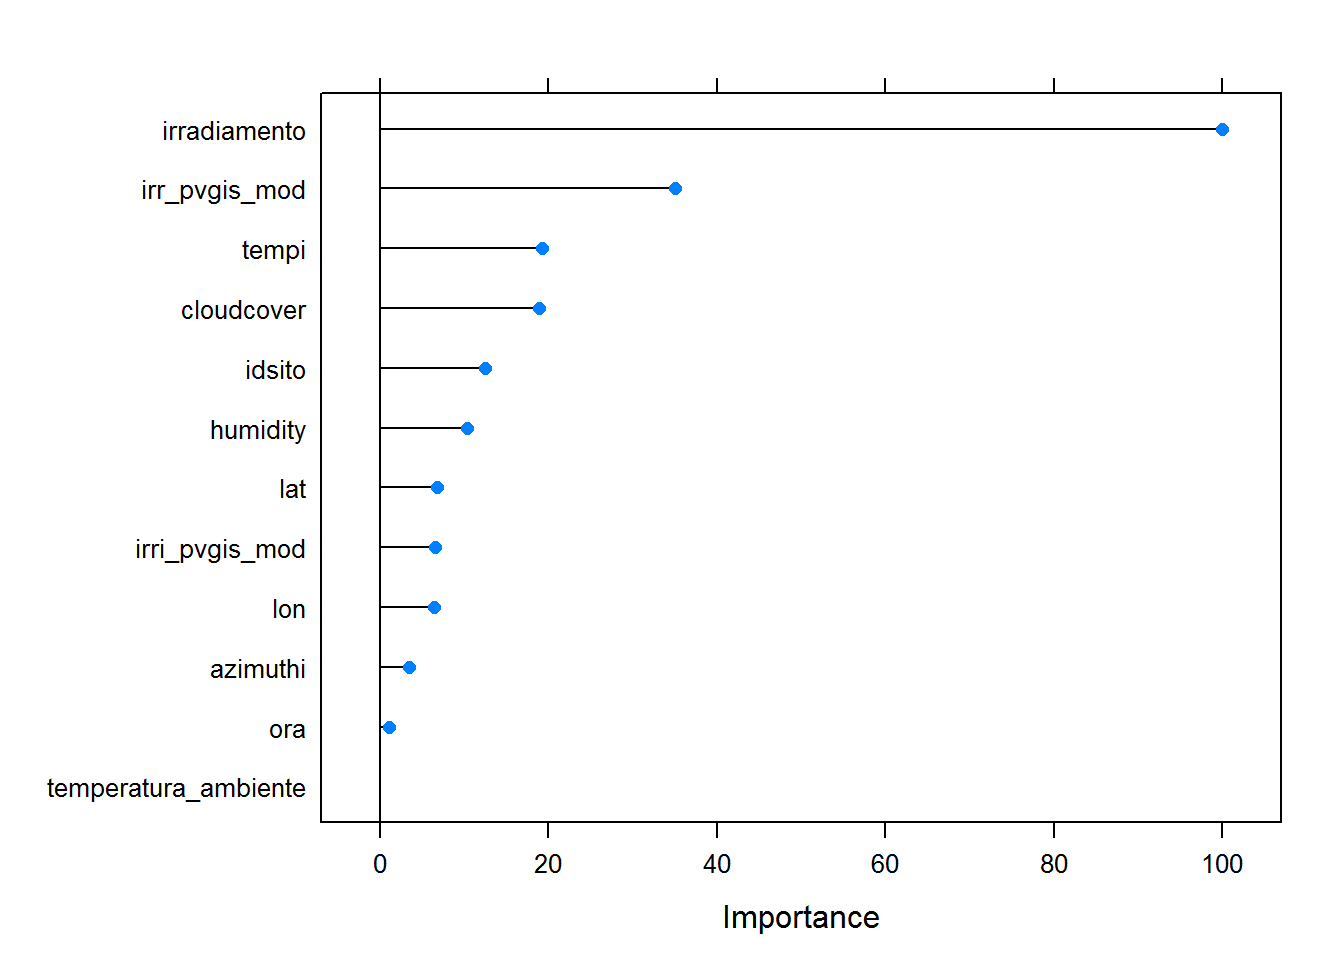 irradiamento
irr_pvgis_mod
tempi
cloudcover
idsito
humidity
lat
irri_pvgis_mod
lon
azimuthi
ora
temperatura_ambiente
0 20 40 60 80 100
Importance